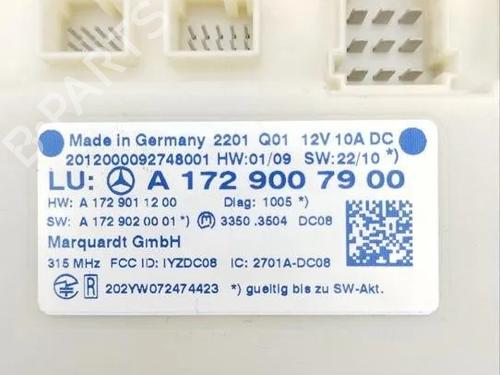 B-PARTS
Made in Germany 2201 Q01 12V 10A DC
2012000092748001 HW:01/09 SW:22/10 *)
LU: A 172 900 79 00
HW: A 172 901 12 00 Diag: 1005 *)
SW: A 172 902 00 01 *) M 3350.3504 DC08
Marquardt GmbH
315 MHz FCC ID: IYZDC08 IC: 2701A-DC08
R 202YW072474423 *) gueltig bis zu SW-Akt.